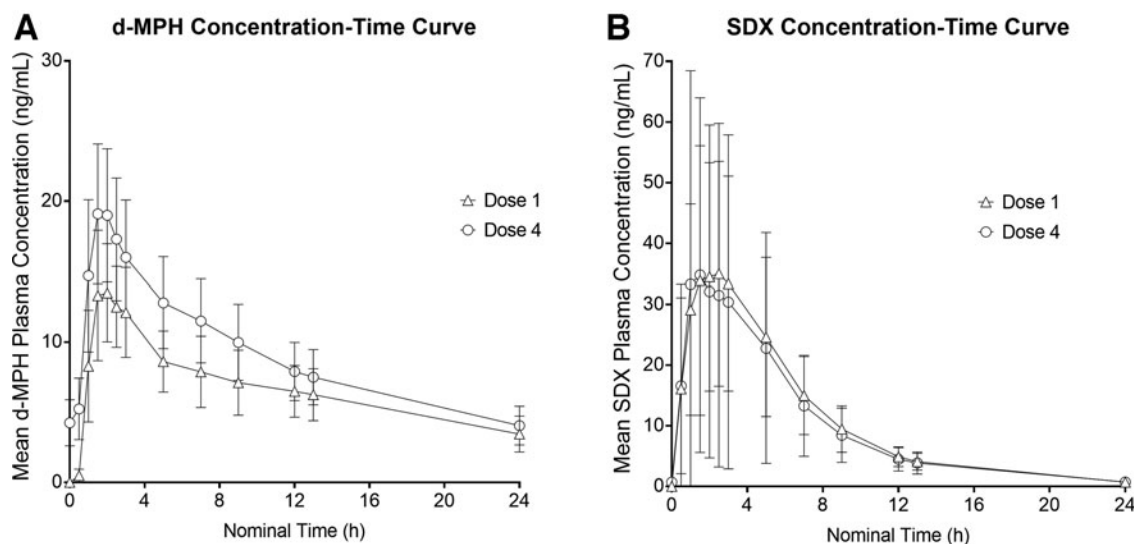 A
d-MPH Concentration-Time Curve
Mean d-MPH Plasma Concentration (ng/mL)
30
20
10
0
Dose 1
Dose 4
0 4 8 12 16 20 24
Nominal Time (h)
B
SDX Concentration-Time Curve
Mean SDX Plasma Concentration (ng/mL)
70
60
50
40
30
20
10
0
Dose 1
Dose 4
0 4 8 12 16 20 24
Nominal Time (h)